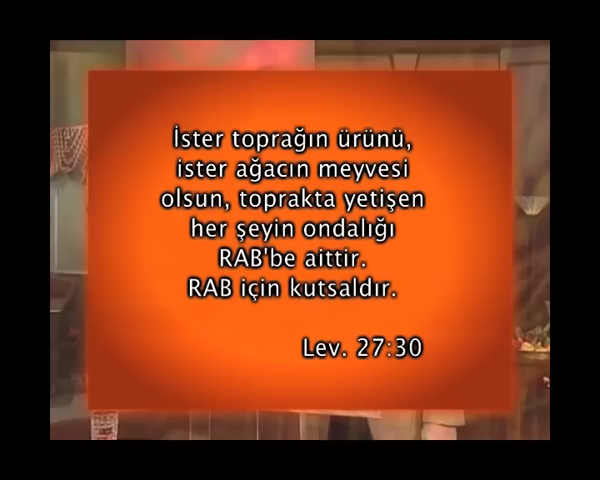 İster toprağın ürünü,
ister ağacın meyvesi
olsun, toprakta yetişen
her şeyin ondalığı
RAB'be aittir.
RAB için kutsaldır.
Lev. 27:30